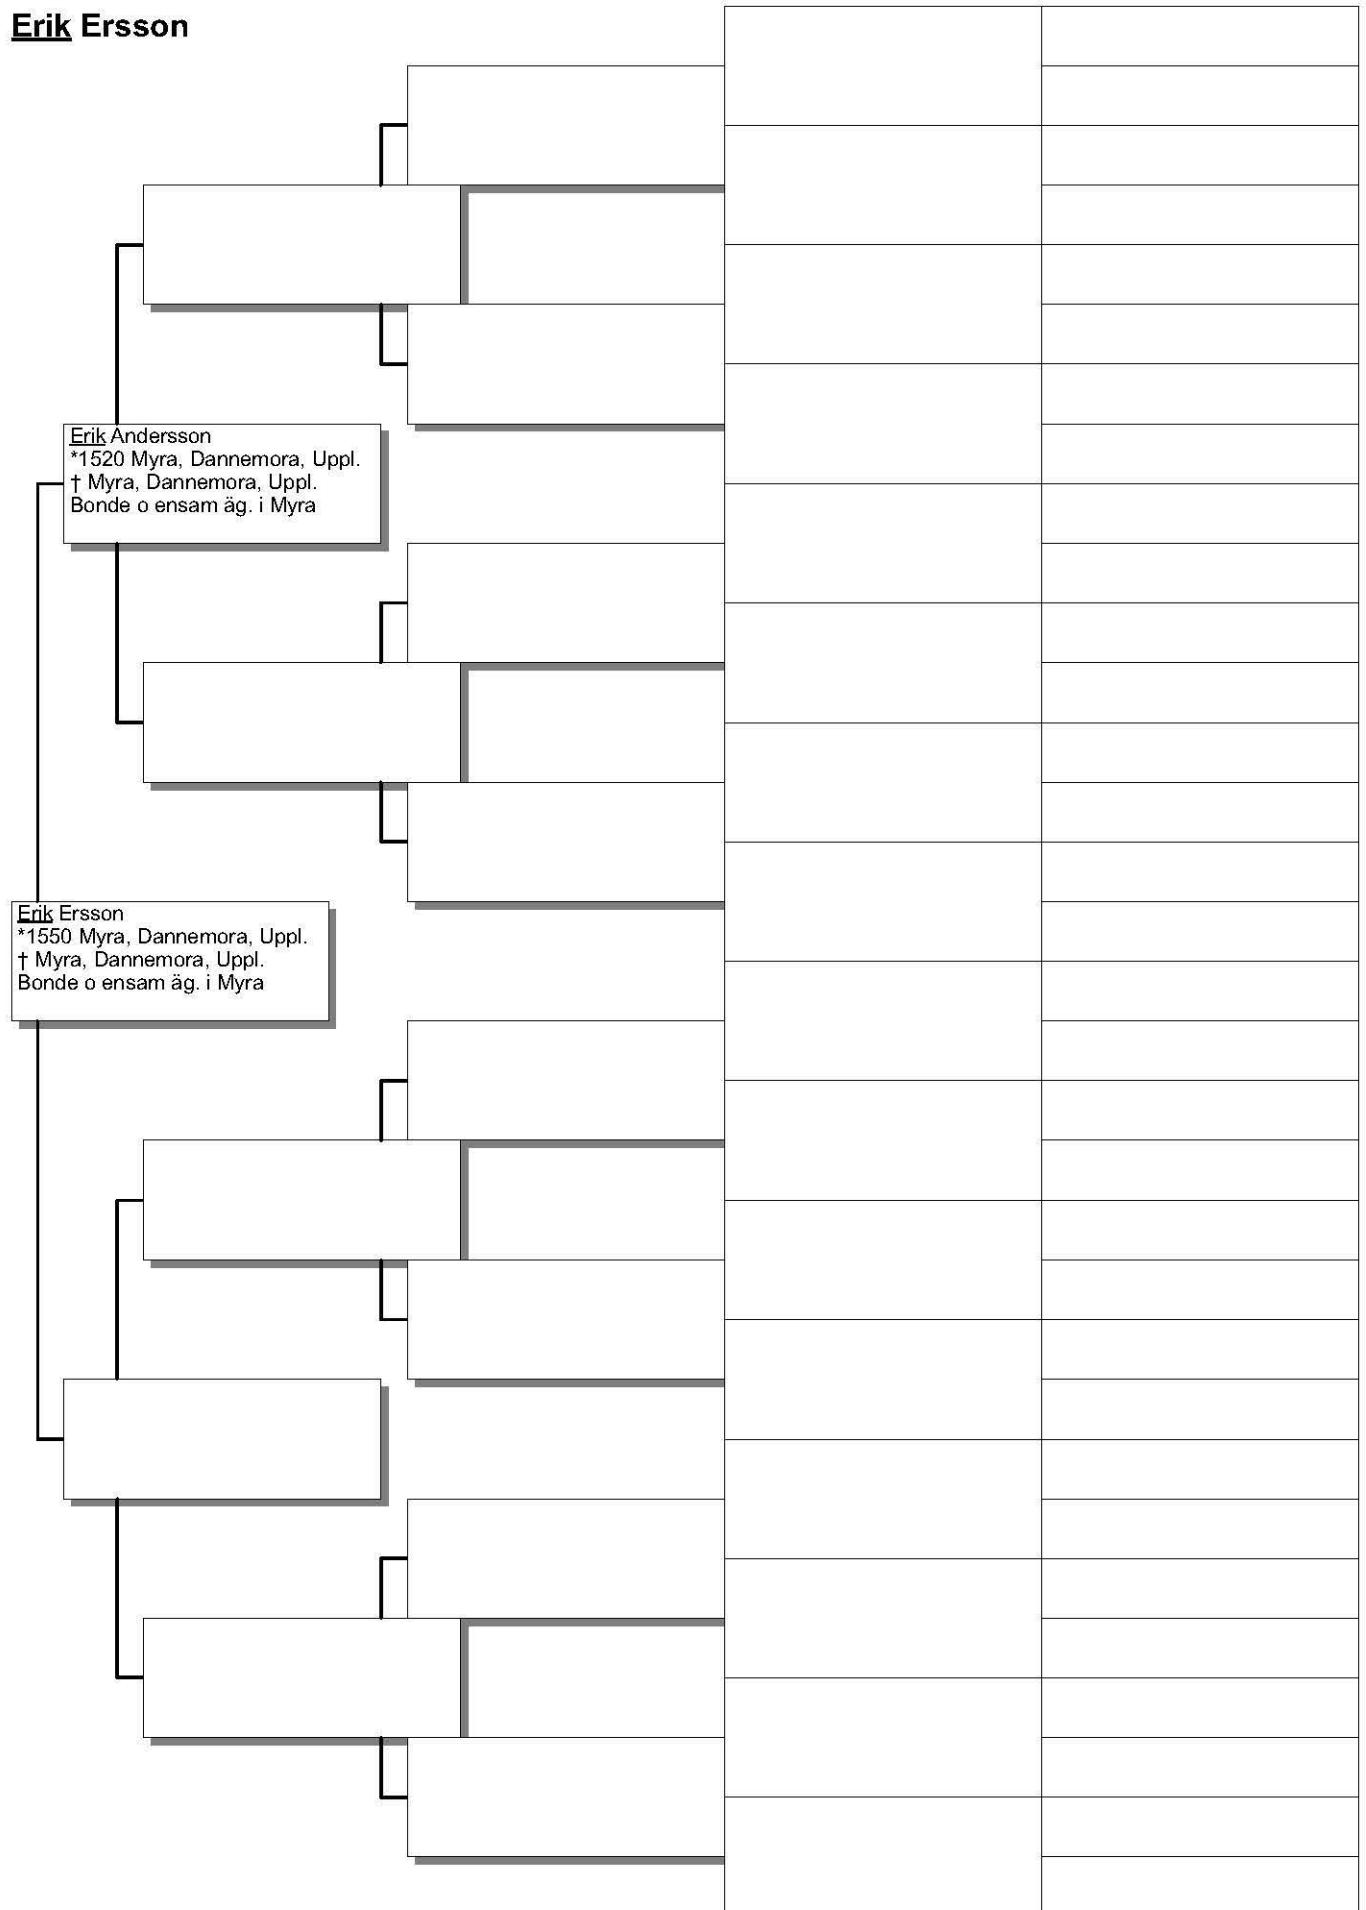 Erik Ersson
Erik Andersson
*1520 Myra, Dannemora, Uppl.
† Myra, Dannemora, Uppl.
Bonde o ensam äg. i Myra
Erik Ersson
*1550 Myra, Dannemora, Uppl.
† Myra, Dannemora, Uppl.
Bonde o ensam äg. i Myra